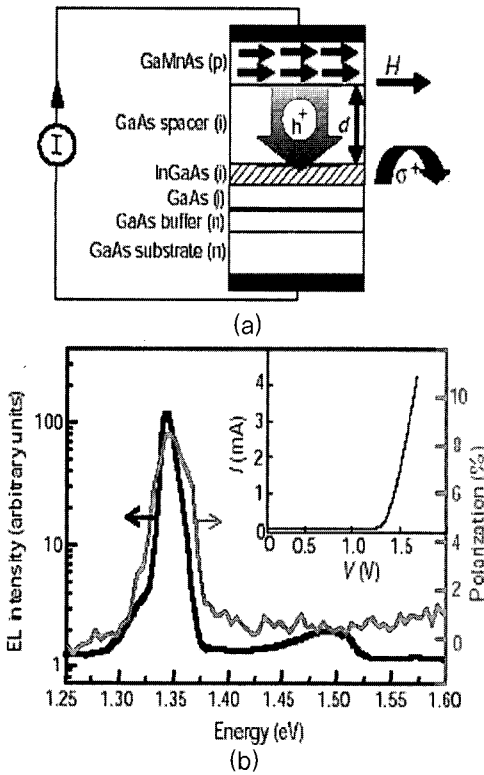 GaMnAs (p)
H
GaAs spacer (i)
h+
d
I
InGaAs (i)
σ+
GaAs (i)
GaAs buffer (n)
GaAs substrate (n)
(a)
EL intensity (arbitrary units)
100
10
1
I (mA)
4
3
2
1
0
0
0.5
1.0
1.5
V (V)
Polarization (%)
10
8
6
4
2
0
1.25
1.30
1.35
1.40
1.45
1.50
1.55
1.60
Energy (eV)
(b)